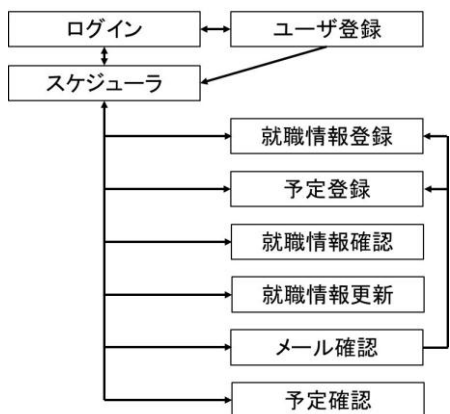 ログイン
ユーザ登録
スケジューラ
就職情報登録
予定登録
就職情報確認
就職情報更新
メール確認
予定確認